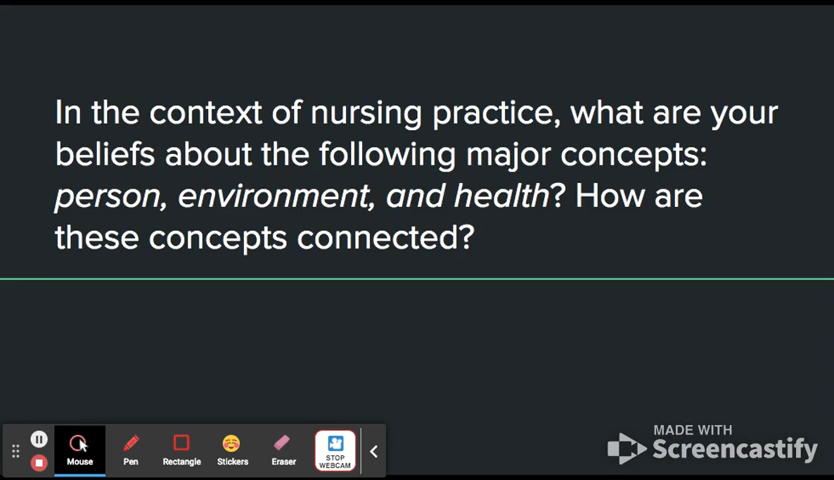 In the context of nursing practice, what are your
beliefs about the following major concepts:
person, environment, and health? How are
these concepts connected?
Mouse
Pen
Rectangle
Stickers
Eraser
STOP
WEBCAM
MADE WITH
Screencastify